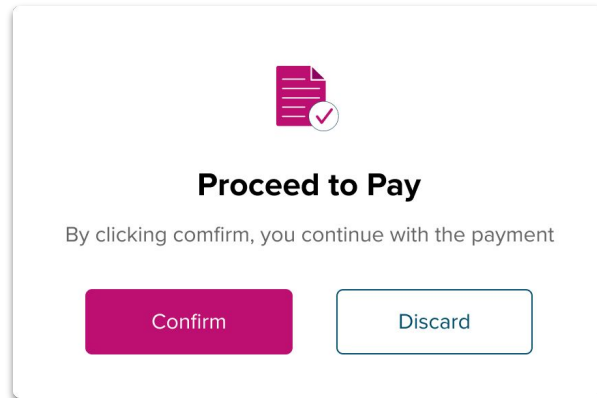 Proceed to Pay
By clicking comfirm, you continue with the payment
Confirm
Discard